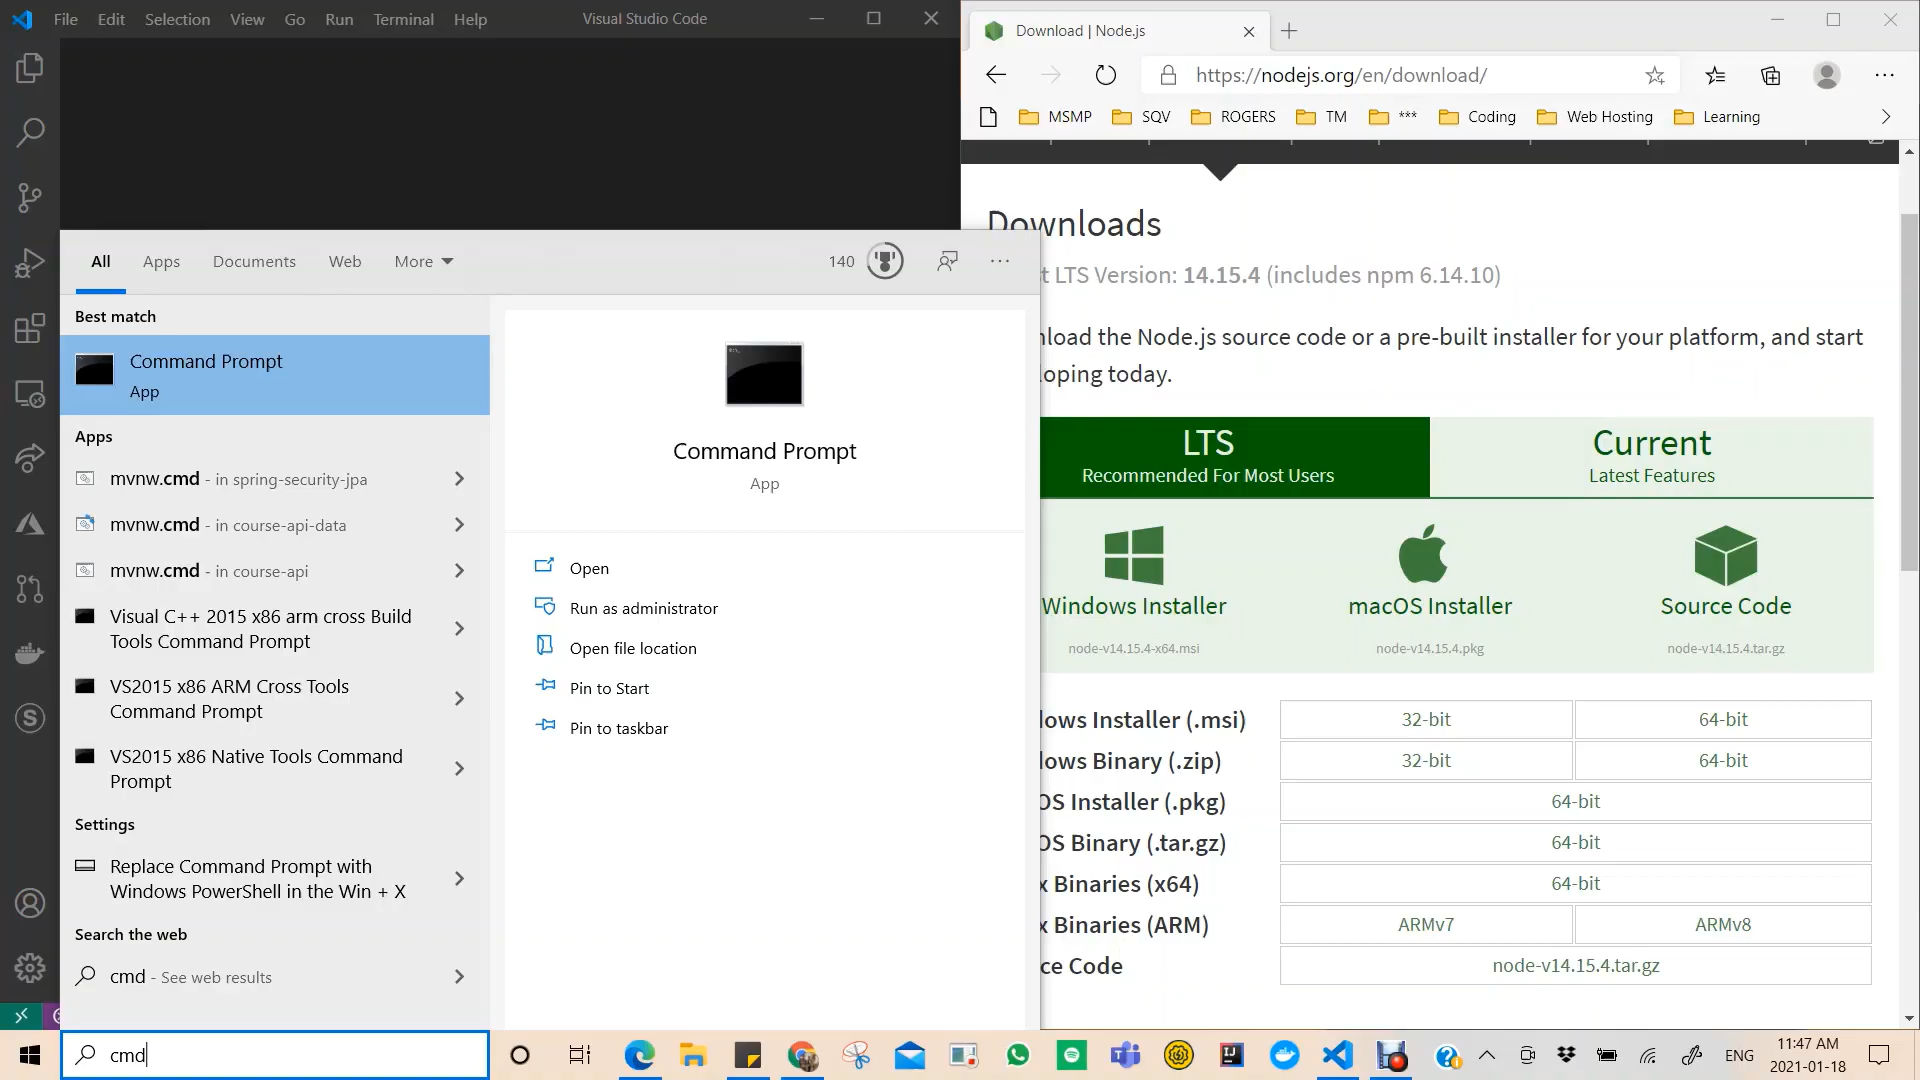 File Edit Selection View Go Run Terminal Help Visual Studio Code
Download | Node.js
https://nodejs.org/en/download/
MSMP SQV ROGERS TM *** Coding Web Hosting Learning
Downloads
t LTS Version: 14.15.4 (includes npm 6.14.10)
load the Node.js source code or a pre-built installer for your platform, and start
loping today.
LTS
Recommended For Most Users
Current
Latest Features
Windows Installer
node-v14.15.4-x64.msi
macOS Installer
node-v14.15.4.pkg
Source Code
node-v14.15.4.tar.gz
lows Installer (.msi) 32-bit 64-bit
lows Binary (.zip) 32-bit 64-bit
OS Installer (.pkg) 64-bit
OS Binary (.tar.gz) 64-bit
x Binaries (x64) 64-bit
x Binaries (ARM) ARMv7 ARMv8
ce Code node-v14.15.4.tar.gz
All Apps Documents Web More 140
Best match
Command Prompt
App
Apps
mvnw.cmd - in spring-security-jpa
mvnw.cmd - in course-api-data
mvnw.cmd - in course-api
Visual C++ 2015 x86 arm cross Build
Tools Command Prompt
VS2015 x86 ARM Cross Tools
Command Prompt
VS2015 x86 Native Tools Command
Prompt
Settings
Replace Command Prompt with
Windows PowerShell in the Win + X
Search the web
cmd - See web results
Command Prompt
App
Open
Run as administrator
Open file location
Pin to Start
Pin to taskbar
cmd
ENG
11:47 AM
2021-01-18